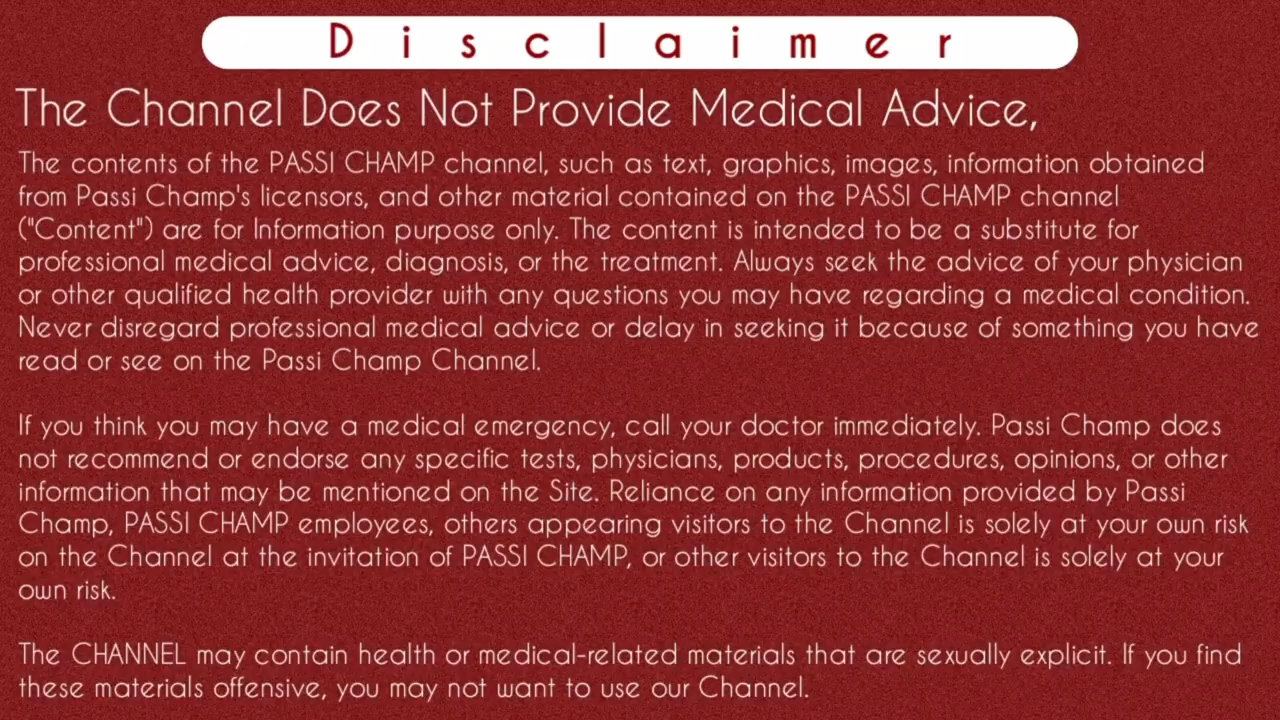 Disclaimer
The Channel Does Not Provide Medical Advice,
The contents of the PASSI CHAMP channel, such as text, graphics, images, information obtained
from Passi Champ's licensors, and other material contained on the PASSI CHAMP channel
("Content") are for Information purpose only. The content is intended to be a substitute for
professional medical advice, diagnosis, or the treatment. Always seek the advice of your physician
or other qualified health provider with any questions you may have regarding a medical condition.
Never disregard professional medical advice or delay in seeking it because of something you have
read or see on the Passi Champ Channel.
If you think you may have a medical emergency, call your doctor immediately. Passi Champ does
not recommend or endorse any specific tests, physicians, products, procedures, opinions, or other
information that may be mentioned on the Site. Reliance on any information provided by Passi
Champ, PASSI CHAMP employees, others appearing visitors to the Channel is solely at your own risk
on the Channel at the invitation of PASSI CHAMP, or other visitors to the Channel is solely at your
own risk.
The CHANNEL may contain health or medical-related materials that are sexually explicit. If you find
these materials offensive, you may not want to use our Channel.